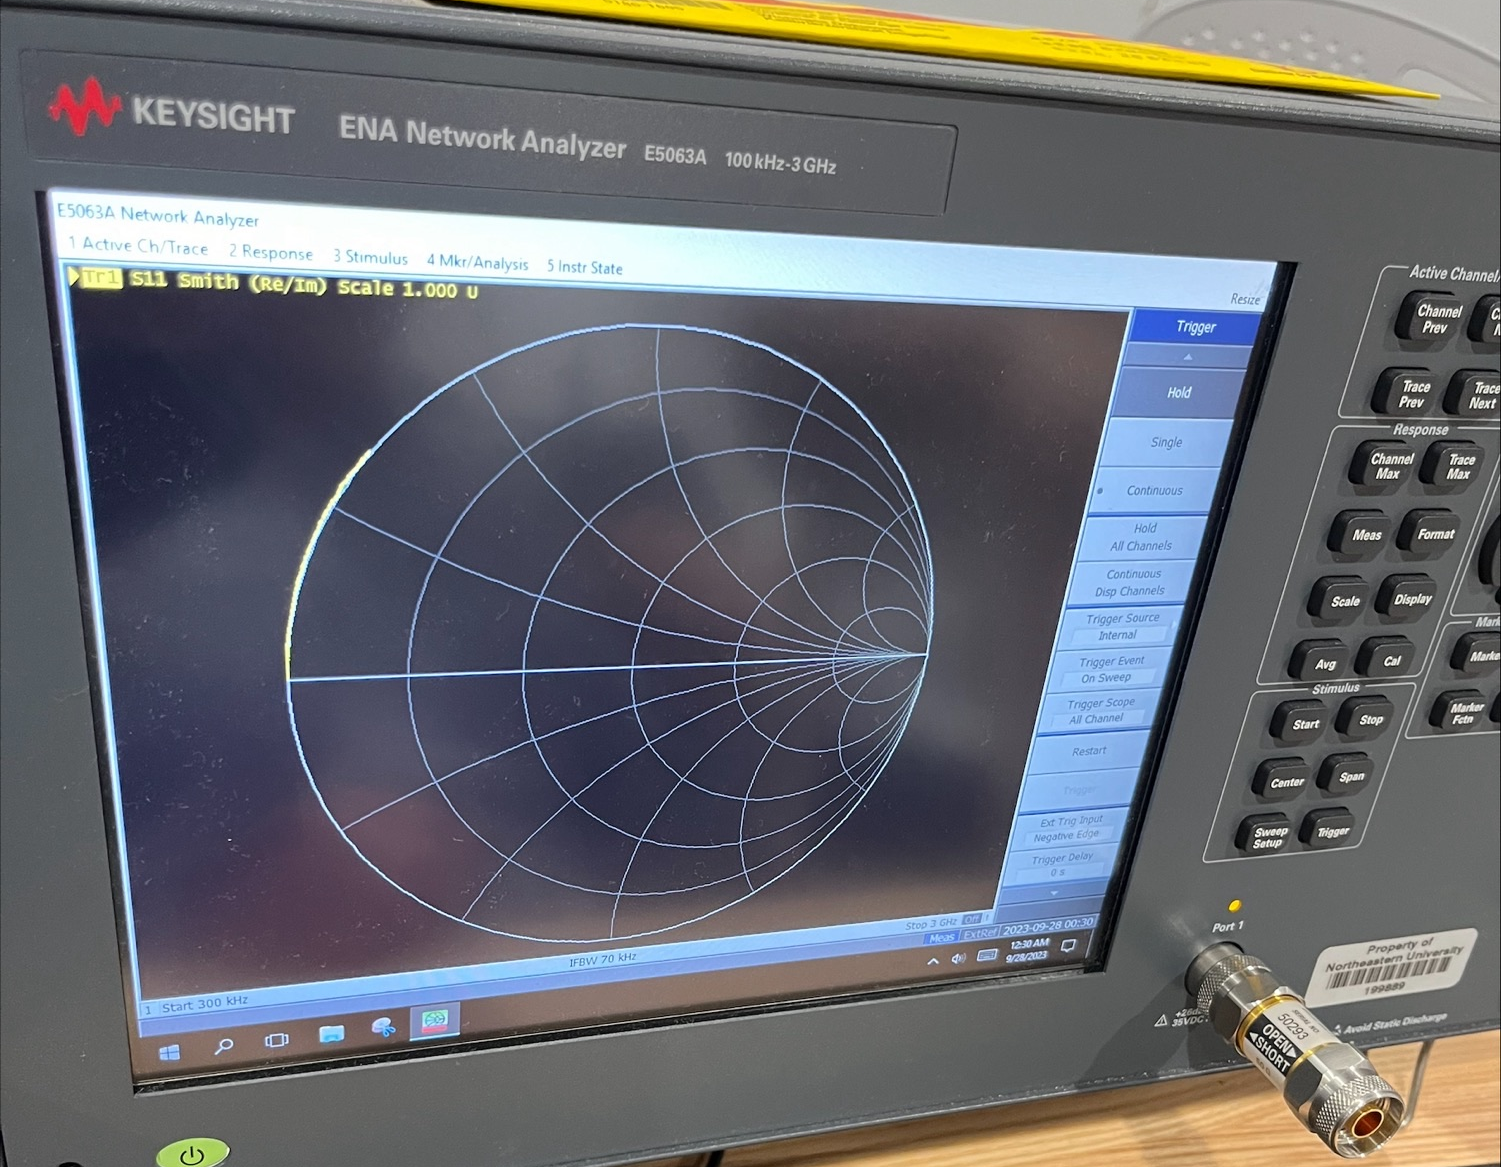 KEYSIGHT ENA Network Analyzer E5063A 100 kHz-3 GHz
E5063A Network Analyzer
1 Active Ch/Trace 2 Response 3 Stimulus 4 Mkr/Analysis 5 Instr State
Resize
Tr1 S11 Smith (Re/Im) Scale 1.000 U
Trigger
Hold
Single
Continuous
Hold
All Channels
Continuous
Disp Channels
Trigger Source
Internal
Trigger Event
On Sweep
Trigger Scope
All Channel
Restart
Trigger
Ext Trig Input
Negative Edge
Trigger Delay
0 s
1 Start 300 kHz
IFBW 70 kHz
Stop 3 GHz Off
Meas ExtRef 2023-09-28 00:30
12:30 AM
9/28/2023
Active Channel
Channel
Prev
Trace
Prev
Trace
Next
Response
Channel
Max
Trace
Max
Meas
Format
Scale
Display
Avg
Cal
Stimulus
Start
Stop
Center
Span
Sweep
Setup
Trigger
Marker
Fctn
Port 1
35VDC
Property of
Northeastern University
199889
Avoid Static Discharge
SERIAL NO.
50293
OPEN
SHORT